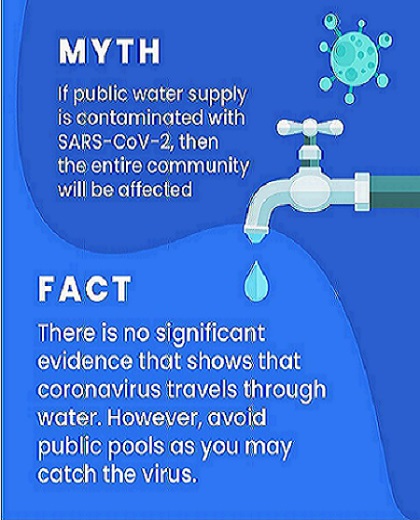 MYTH
If public water supply
is contaminated with
SARS-CoV-2, then
the entire community
will be affected
FACT
There is no significant
evidence that shows that
coronavirus travels through
water. However, avoid
public pools as you may
catch the virus.